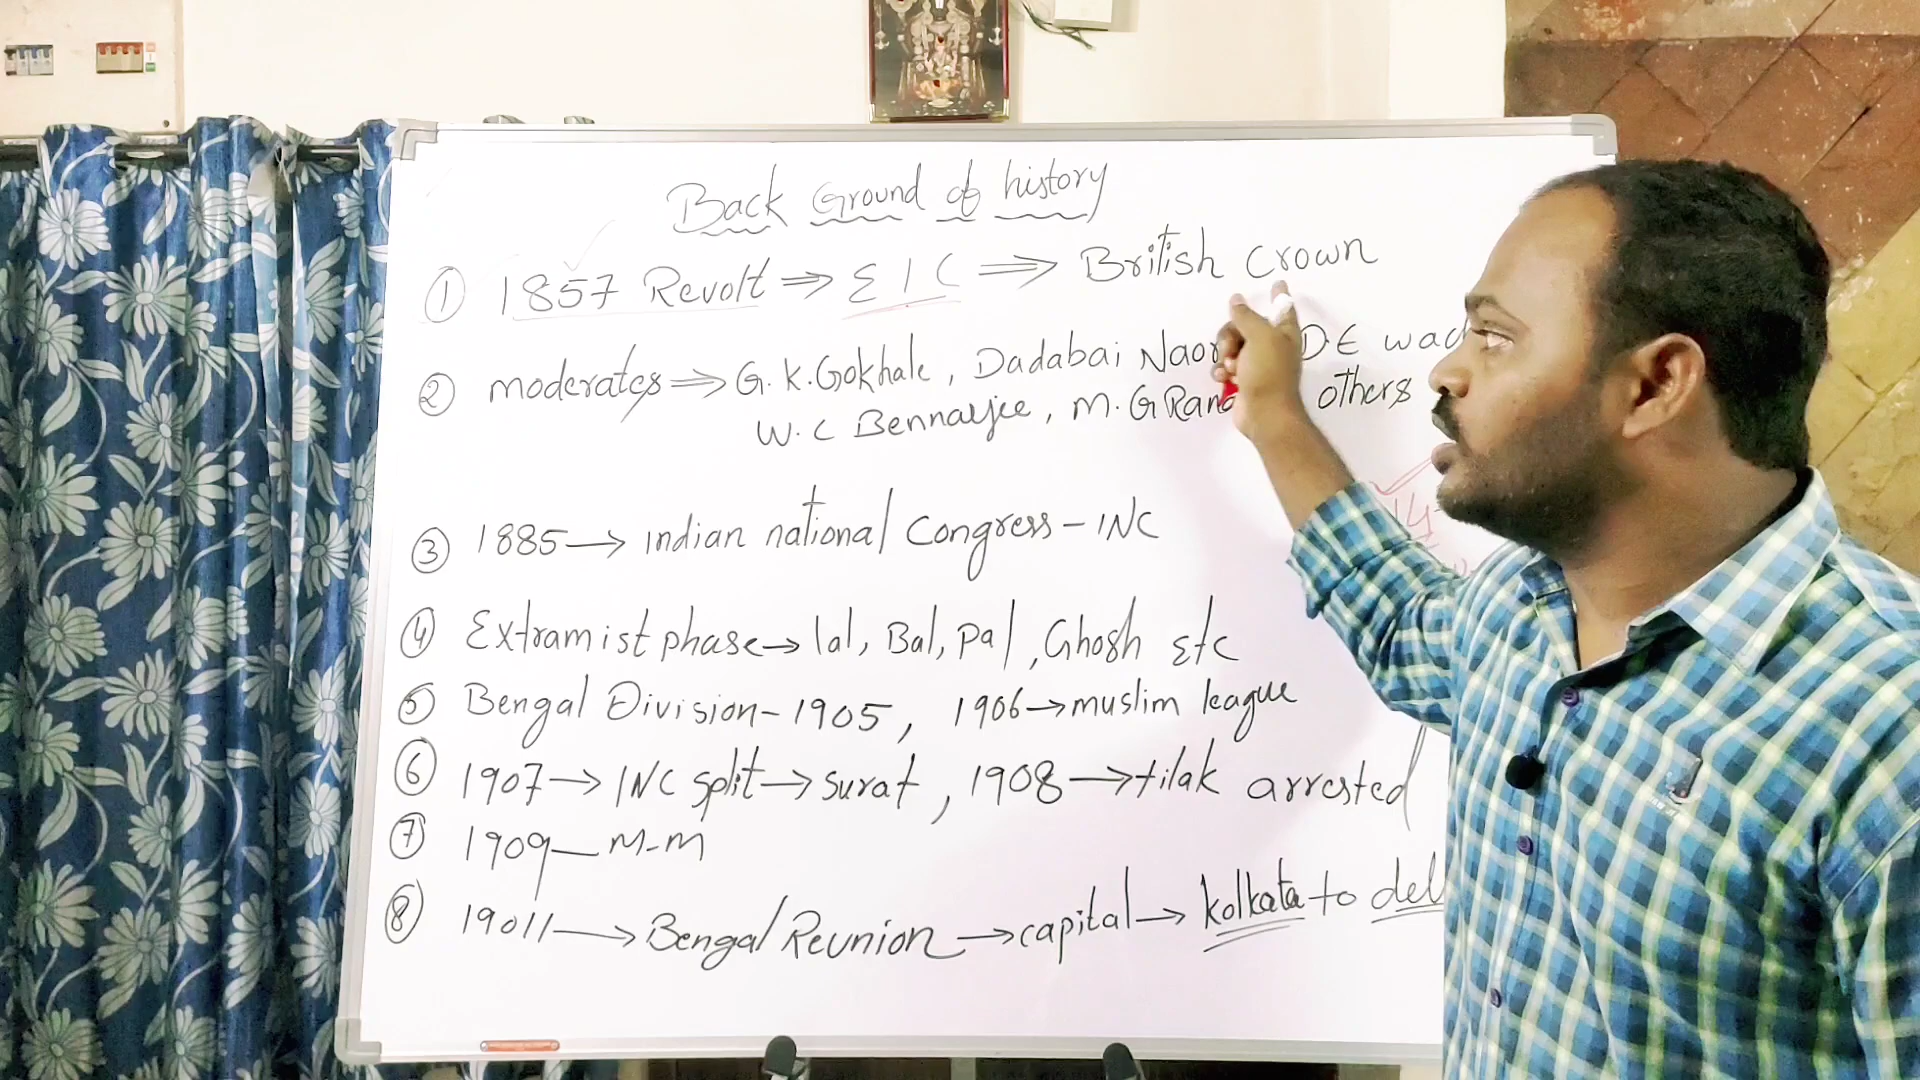 Back Ground of history
① 1857 Revolt ⇒ EIC ⇒ British Crown
② moderates ⇒ G.K.Gokhale, Dadabai Naor D.E wac
W.C Bennarjee, M.G Rana others
③ 1885 → indian national Congress - INC
④ Extramist phase → lal, Bal, pal, Ghosh Etc
⑤ Bengal Division - 1905, 1906 → muslim league
⑥ 1907 → INC split → surat, 1908 → tilak arrested
⑦ 1909 — M-M
⑧ 19011 → Bengal Reunion → capital → kolkata to del